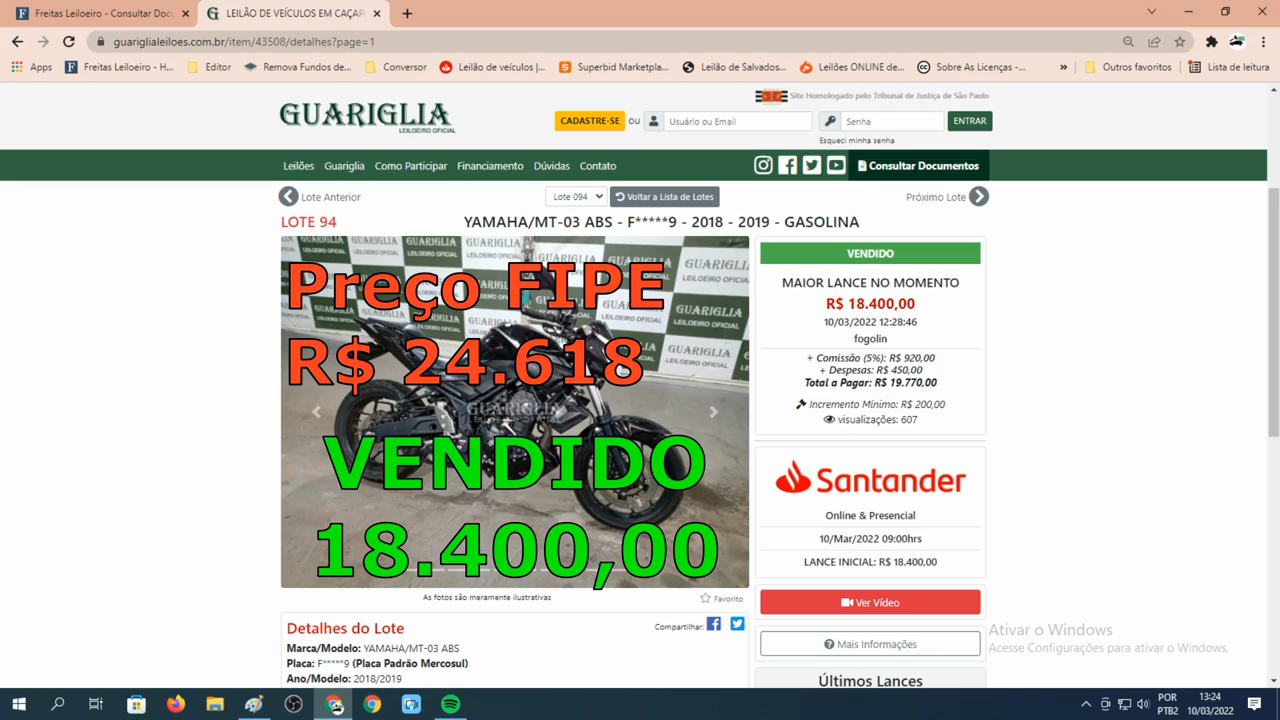 Freitas Leiloeiro - Consultar Docu
LEILÃO DE VEÍCULOS EM CAÇAPA
guariglialeiloes.com.br/item/43508/detalhes?page=1
Apps
Freitas Leiloeiro - H...
Editor
Remova Fundos de...
Conversor
Leilão de veículos |...
Superbid Marketpla...
Leilão de Salvados...
Leilões ONLINE de...
Sobre As Licenças -...
»
Outros favoritos
Lista de leitura
Site Homologado pelo Tribunal de Justiça de São Paulo
GUARIGLIA
LEILOEIRO OFICIAL
CADASTRE-SE ou Usuário ou Email Senha ENTRAR
Esqueci minha senha
Leilões Guariglia Como Participar Financiamento Dúvidas Contato Consultar Documentos
Lote Anterior Lote 094 Voltar a Lista de Lotes Próximo Lote
LOTE 94 YAMAHA/MT-03 ABS - F*****9 - 2018 - 2019 - GASOLINA
Preço FIPE
R$ 24.618
VENDIDO
18.400,00
GUARIGLIA
LEILOEIRO OFICIAL
As fotos são meramente ilustrativas
Favorito
VENDIDO
MAIOR LANCE NO MOMENTO
R$ 18.400,00
10/03/2022 12:28:46
fogolin
+ Comissão (5%): R$ 920,00
+ Despesas: R$ 450,00
Total a Pagar: R$ 19.770,00
Incremento Mínimo: R$ 200,00
visualizações: 607
Santander
Online & Presencial
10/Mar/2022 09:00hrs
LANCE INICIAL: R$ 18.400,00
Ver Vídeo
Mais Informações
Últimos Lances
Detalhes do Lote
Compartilhar:
Marca/Modelo: YAMAHA/MT-03 ABS
Placa: F*****9 (Placa Padrão Mercosul)
Ano/Modelo: 2018/2019
Ativar o Windows
Acesse Configurações para ativar o Windows.
POR
PTB2
13:24
10/03/2022